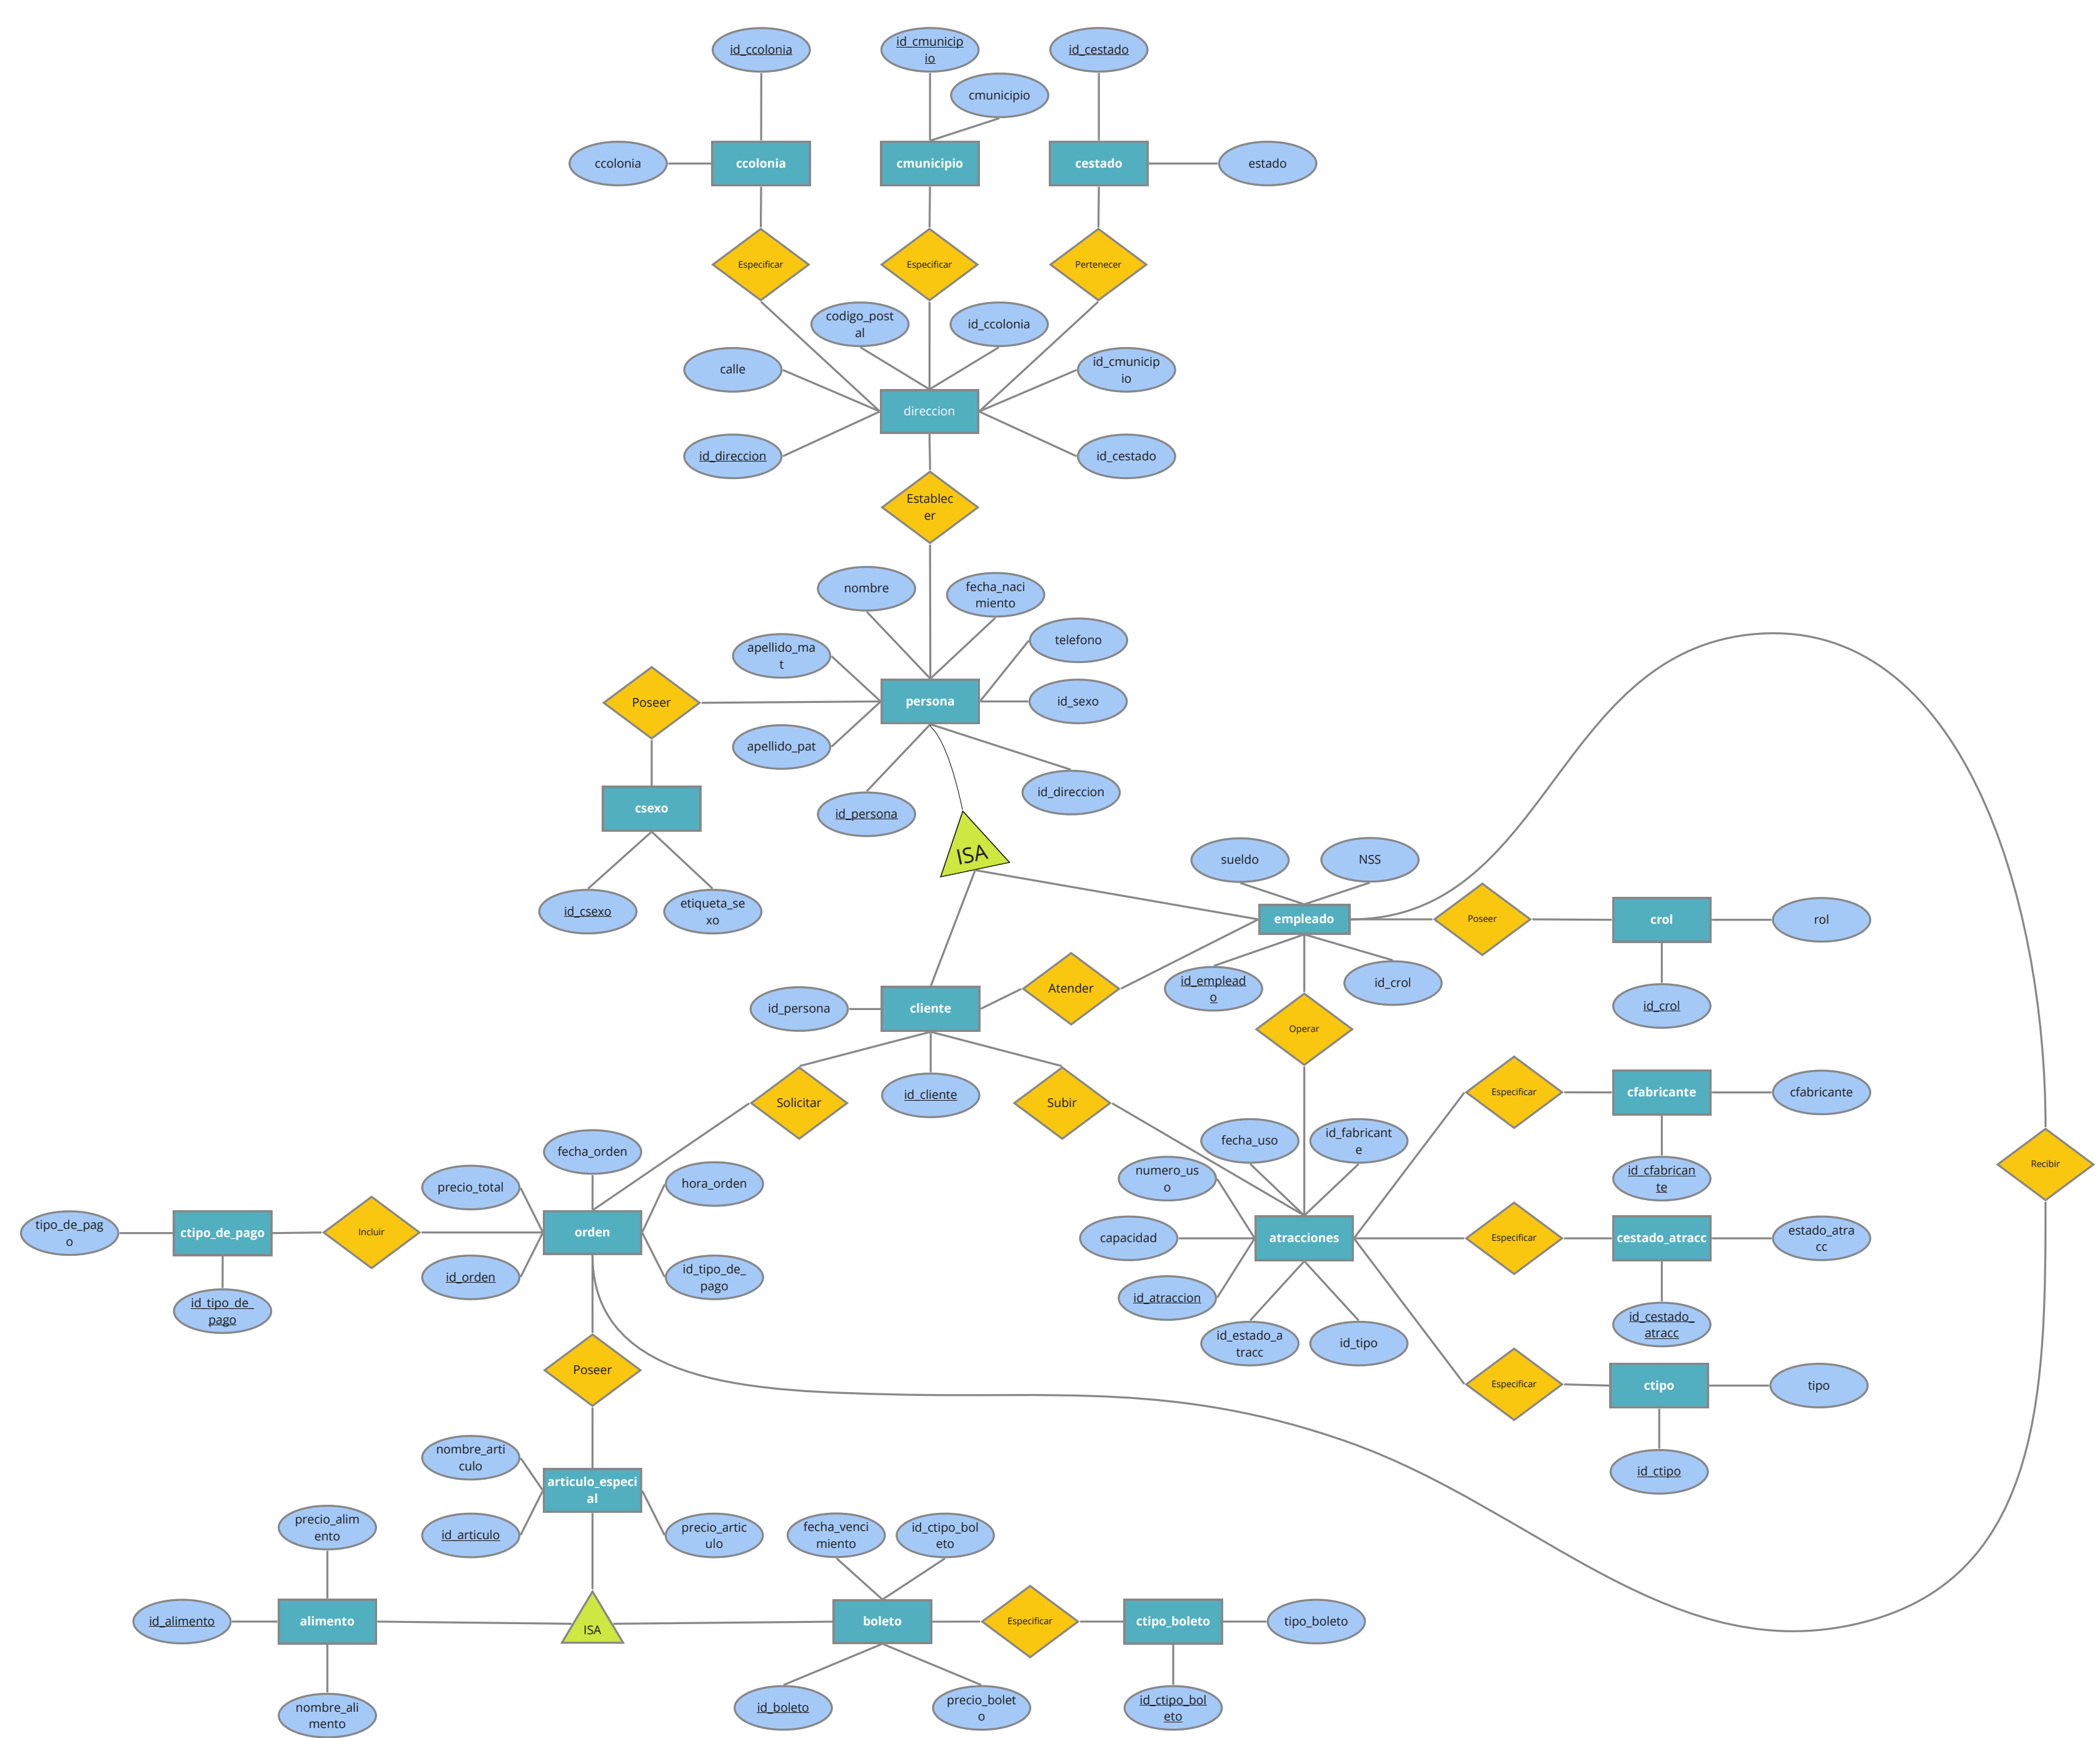 id_ccolonia
id_cmunicip
io
id_cestado
cmunicipio
ccolonia
ccolonia
cmunicipio
cestado
estado
Especificar
Especificar
Pertenecer
codigo_post
al
id_ccolonia
calle
id_cmunicip
io
direccion
id_direccion
id_cestado
Establec
er
nombre
fecha_naci
miento
telefono
apellido_ma
t
Poseer
persona
id_sexo
apellido_pat
id_direccion
id_persona
csexo
ISA
sueldo
NSS
id_csexo
etiqueta_se
xo
empleado
Poseer
crol
rol
Atender
id_emplead
o
id_crol
id_crol
id_persona
cliente
Operar
id_cliente
Solicitar
Subir
Especificar
cfabricante
cfabricante
fecha_orden
fecha_uso
id_fabricant
e
Recibir
precio_total
hora_orden
numero_us
o
id_cfabrican
te
tipo_de_pag
o
ctipo_de_pago
Incluir
orden
capacidad
atracciones
Especificar
cestado_atracc
estado_atra
cc
id_orden
id_tipo_de_
pago
id_atraccion
id_tipo_de_
pago
id_estado_a
tracc
id_tipo
id_cestado_
atracc
Poseer
Especificar
ctipo
tipo
nombre_arti
culo
articulo_especi
al
id_ctipo
precio_alim
ento
id_articulo
precio_artic
ulo
fecha_venci
miento
id_ctipo_bol
eto
id_alimento
alimento
ISA
boleto
Especificar
ctipo_boleto
tipo_boleto
nombre_ali
mento
id_boleto
precio_bolet
o
id_ctipo_bol
eto